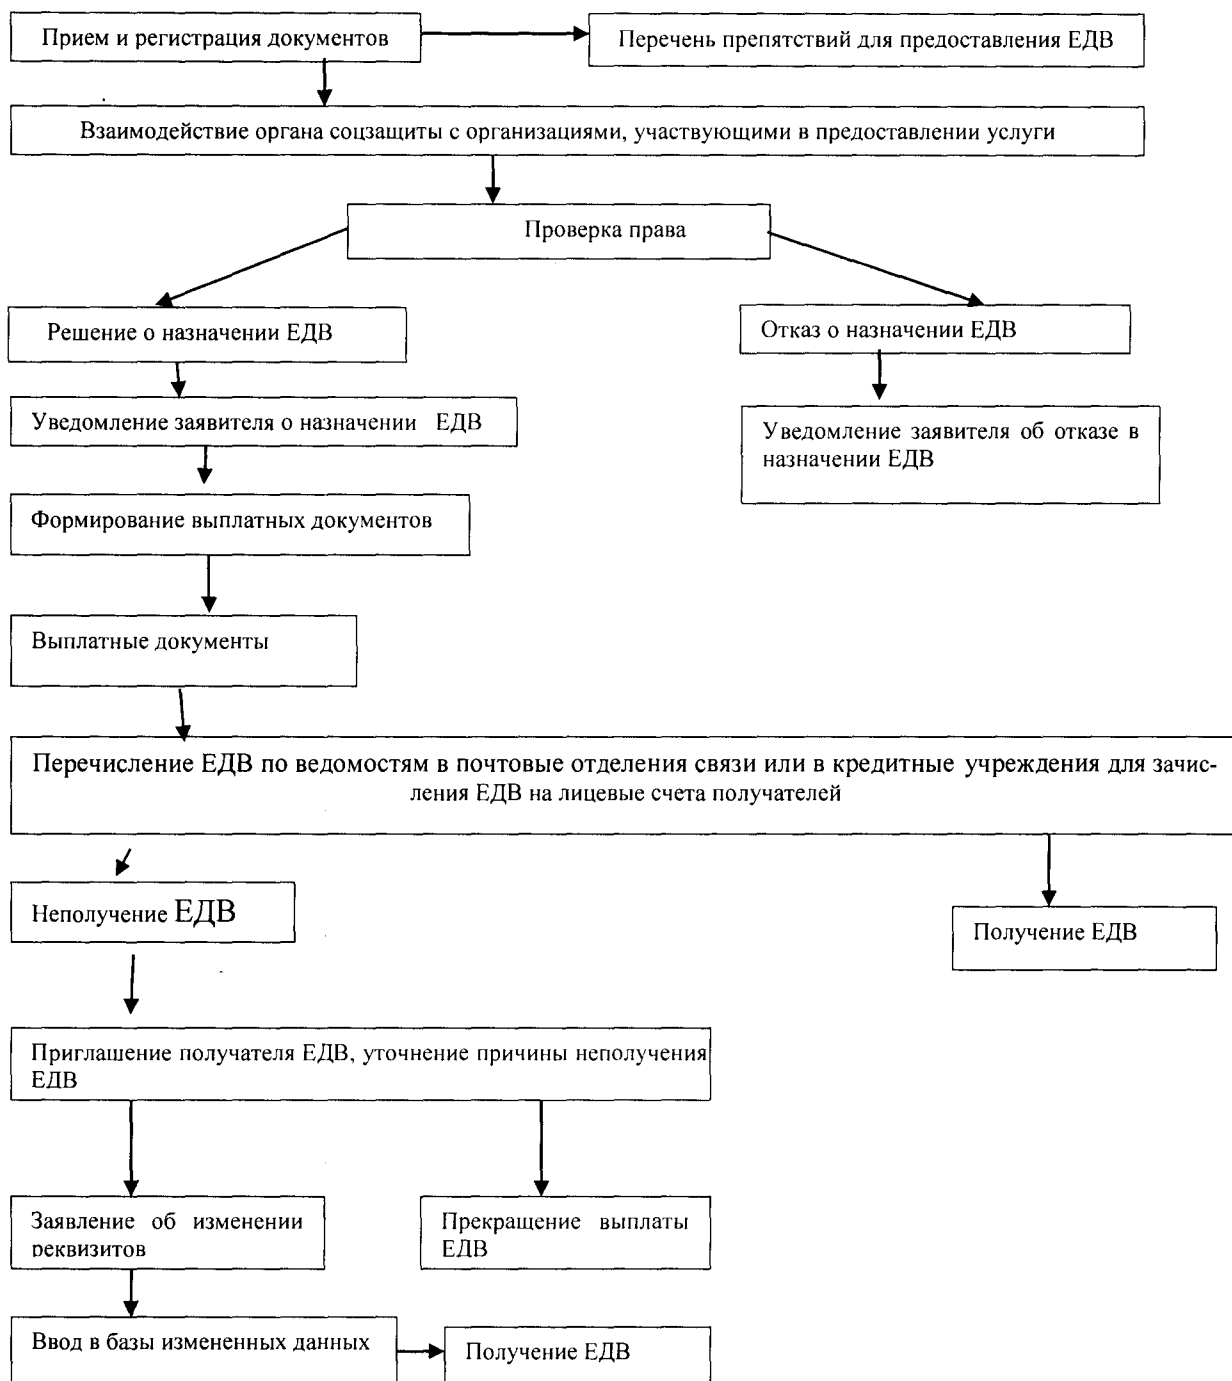 Прием и регистрация документов
Перечень препятствий для предоставления ЕДВ
Взаимодействие органа соцзащиты с организациями, участвующими в предоставлении услуги
Проверка права
Решение о назначении ЕДВ
Отказ о назначении ЕДВ
Уведомление заявителя о назначении ЕДВ
Уведомление заявителя об отказе в
назначении ЕДВ
Формирование выплатных документов
Выплатные документы
Перечисление ЕДВ по ведомостям в почтовые отделения связи или в кредитные учреждения для зачис-
ления ЕДВ на лицевые счета получателей
Неполучение ЕДВ
Получение ЕДВ
Приглашение получателя ЕДВ, уточнение причины неполучения
ЕДВ
Заявление об изменении
реквизитов
Прекращение выплаты
ЕДВ
Ввод в базы измененных данных
Получение ЕДВ